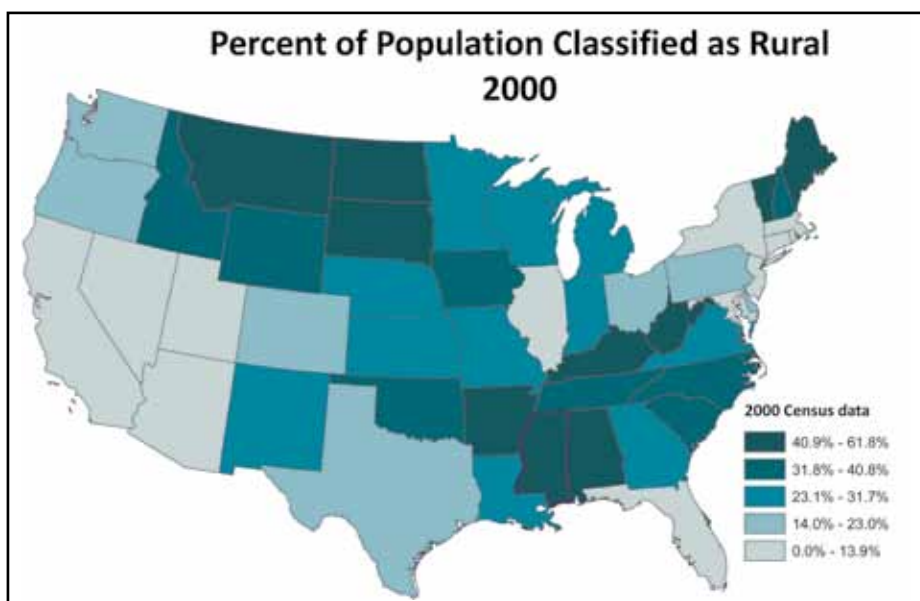 Percent of Population Classified as Rural
2000
2000 Census data
40.9% - 61.8%
31.8% - 40.8%
23.1% - 31.7%
14.0% - 23.0%
0.0% - 13.9%